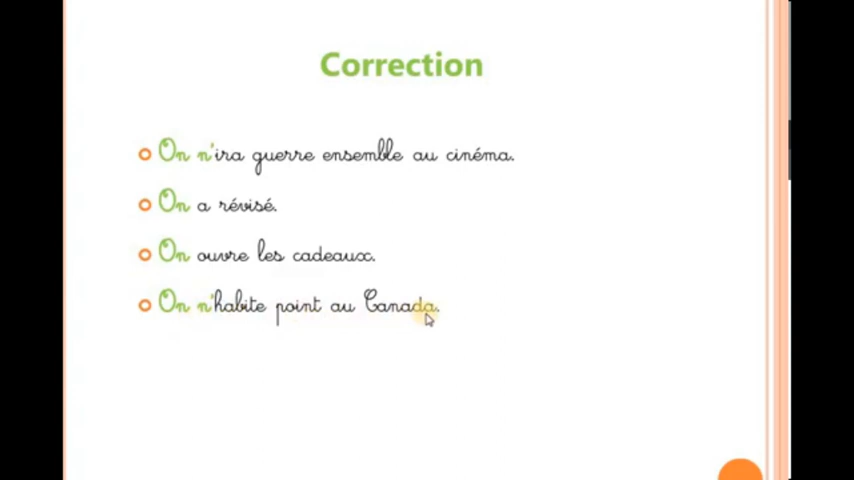 Correction
On n'ira guerre ensemble au cinéma.
On a révisé.
On ouvre les cadeaux.
On n'habite point au Canada.